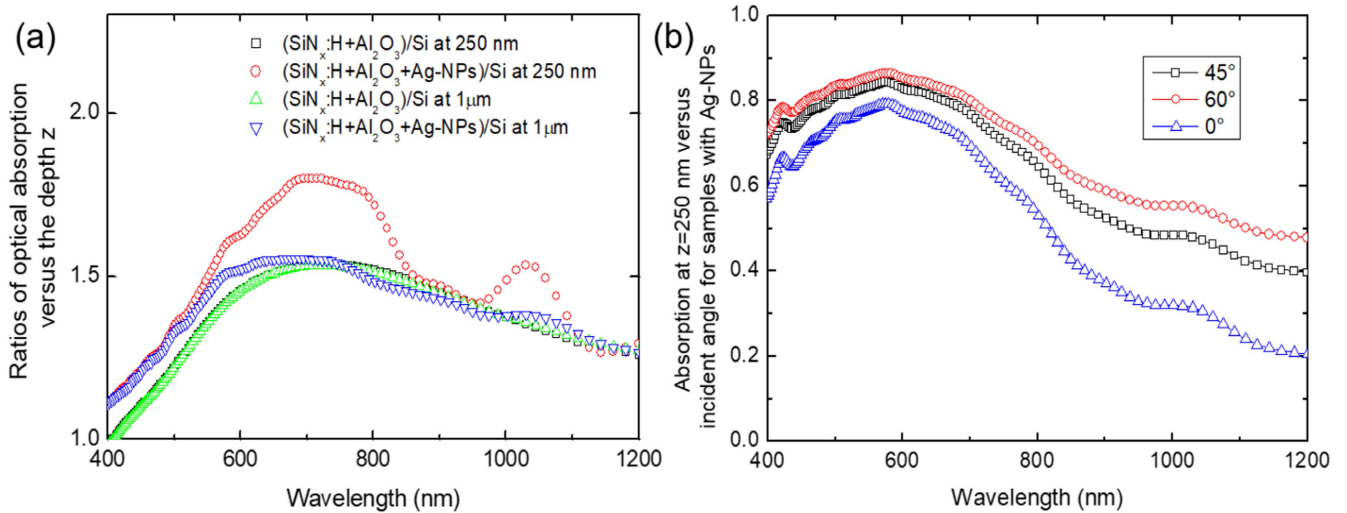 (a)
Ratios of optical absorption
versus the depth z
2.0
1.5
1.0
(SiNₓ:H+Al₂O₃)/Si at 250 nm
(SiNₓ:H+Al₂O₃+Ag-NPs)/Si at 250 nm
(SiNₓ:H+Al₂O₃)/Si at 1μm
(SiNₓ:H+Al₂O₃+Ag-NPs)/Si at 1μm
400 600 800 1000 1200
Wavelength (nm)
(b)
Absorption at z=250 nm versus
incident angle for samples with Ag-NPs
1.0
0.8
0.6
0.4
0.2
0.0
45°
60°
0°
400 600 800 1000 1200
Wavelength (nm)